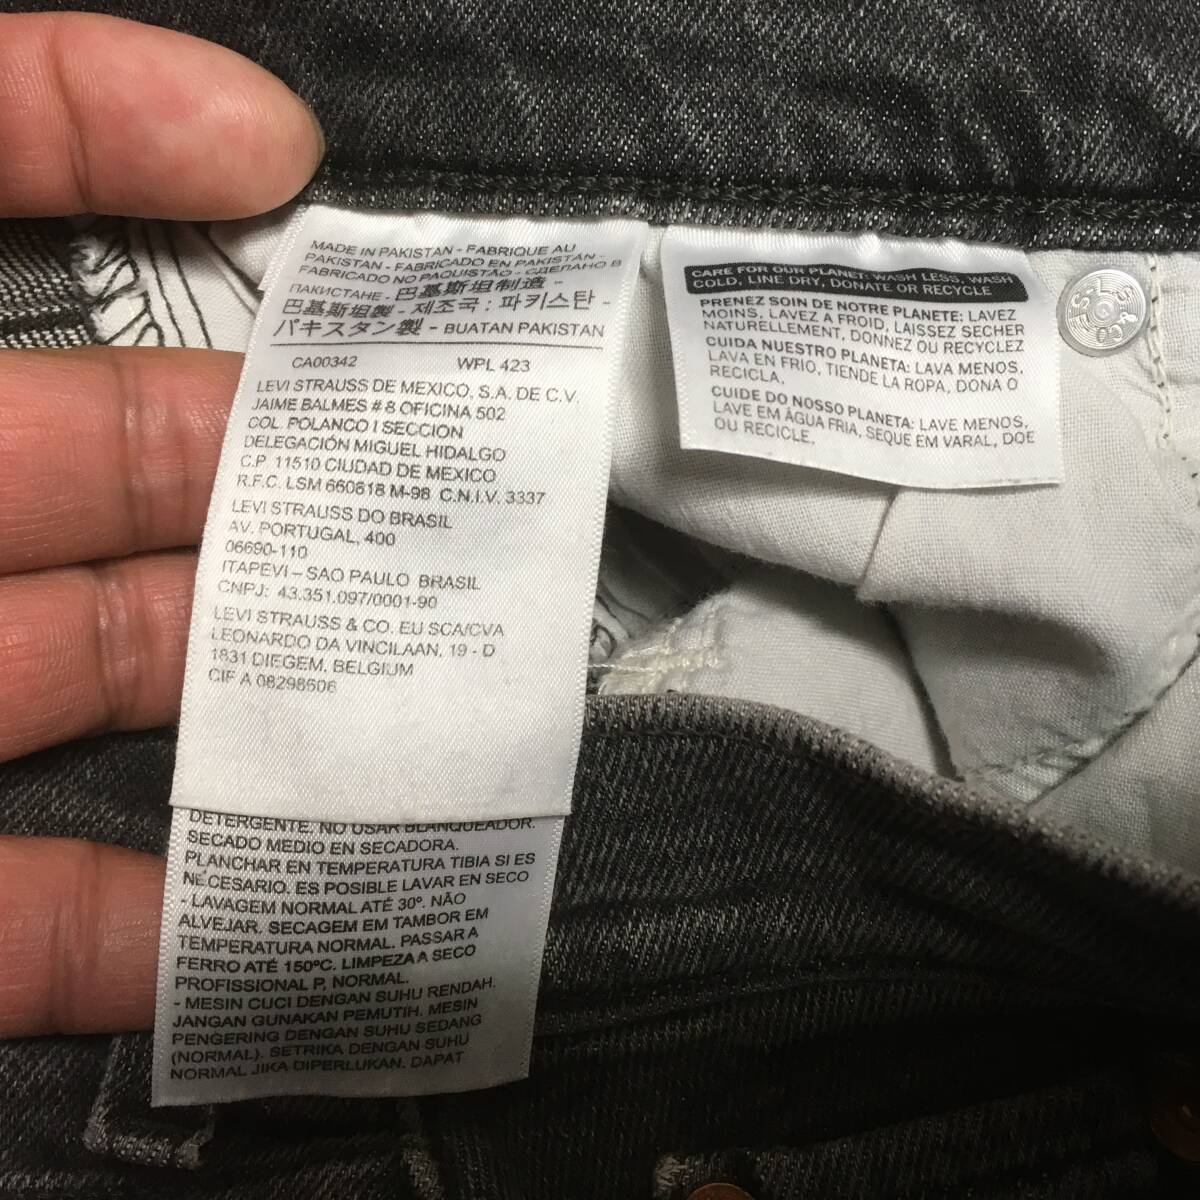 MADE IN PAKISTAN - FABRIQUE AU
PAKISTAN - FABRICADO EN PAKISTAN -
FABRICADO NO PAQUISTÃO - СДЕЛАНО В
ПАКИСТАНЕ - 巴基斯坦制造 -
巴基斯坦製 - 제조국 : 파키스탄 -
パキスタン製 - BUATAN PAKISTAN
CA00342 WPL 423
LEVI STRAUSS DE MEXICO, S.A. DE C.V.
JAIME BALMES # 8 OFICINA 502
COL. POLANCO I SECCION
DELEGACIÓN MIGUEL HIDALGO
C.P. 11510 CIUDAD DE MEXICO
R.F.C. LSM 660818 M-98 C.N.I.V. 3337
LEVI STRAUSS DO BRASIL
AV. PORTUGAL, 400
06690-110
ITAPEVI – SAO PAULO BRASIL
CNPJ: 43.351.097/0001-90
LEVI STRAUSS & CO. EU SCA/CVA
LEONARDO DA VINCILAAN, 19 - D
1831 DIEGEM, BELGIUM
CIF A 08298606
DETERGENTE. NO USAR BLANQUEADOR.
SECADO MEDIO EN SECADORA.
PLANCHAR EN TEMPERATURA TIBIA SI ES
NECESARIO. ES POSIBLE LAVAR EN SECO
- LAVAGEM NORMAL ATÉ 30º. NÃO
ALVEJAR. SECAGEM EM TAMBOR EM
TEMPERATURA NORMAL. PASSAR A
FERRO ATÉ 150ºC. LIMPEZA A SECO
PROFISSIONAL P, NORMAL.
- MESIN CUCI DENGAN SUHU RENDAH.
JANGAN GUNAKAN PEMUTIH. MESIN
PENGERING DENGAN SUHU SEDANG
(NORMAL). SETRIKA DENGAN SUHU
NORMAL JIKA DIPERLUKAN. DAPAT
CARE FOR OUR PLANET: WASH LESS, WASH
COLD, LINE DRY, DONATE OR RECYCLE
PRENEZ SOIN DE NOTRE PLANETE: LAVEZ
MOINS, LAVEZ A FROID, LAISSEZ SECHER
NATURELLEMENT, DONNEZ OU RECYCLEZ
CUIDA NUESTRO PLANETA: LAVA MENOS,
LAVA EN FRIO, TIENDE LA ROPA, DONA O
RECICLA.
CUIDE DO NOSSO PLANETA: LAVE MENOS,
LAVE EM ÁGUA FRIA, SEQUE EM VARAL, DOE
OU RECICLE.
L.S. & CO. S.F.